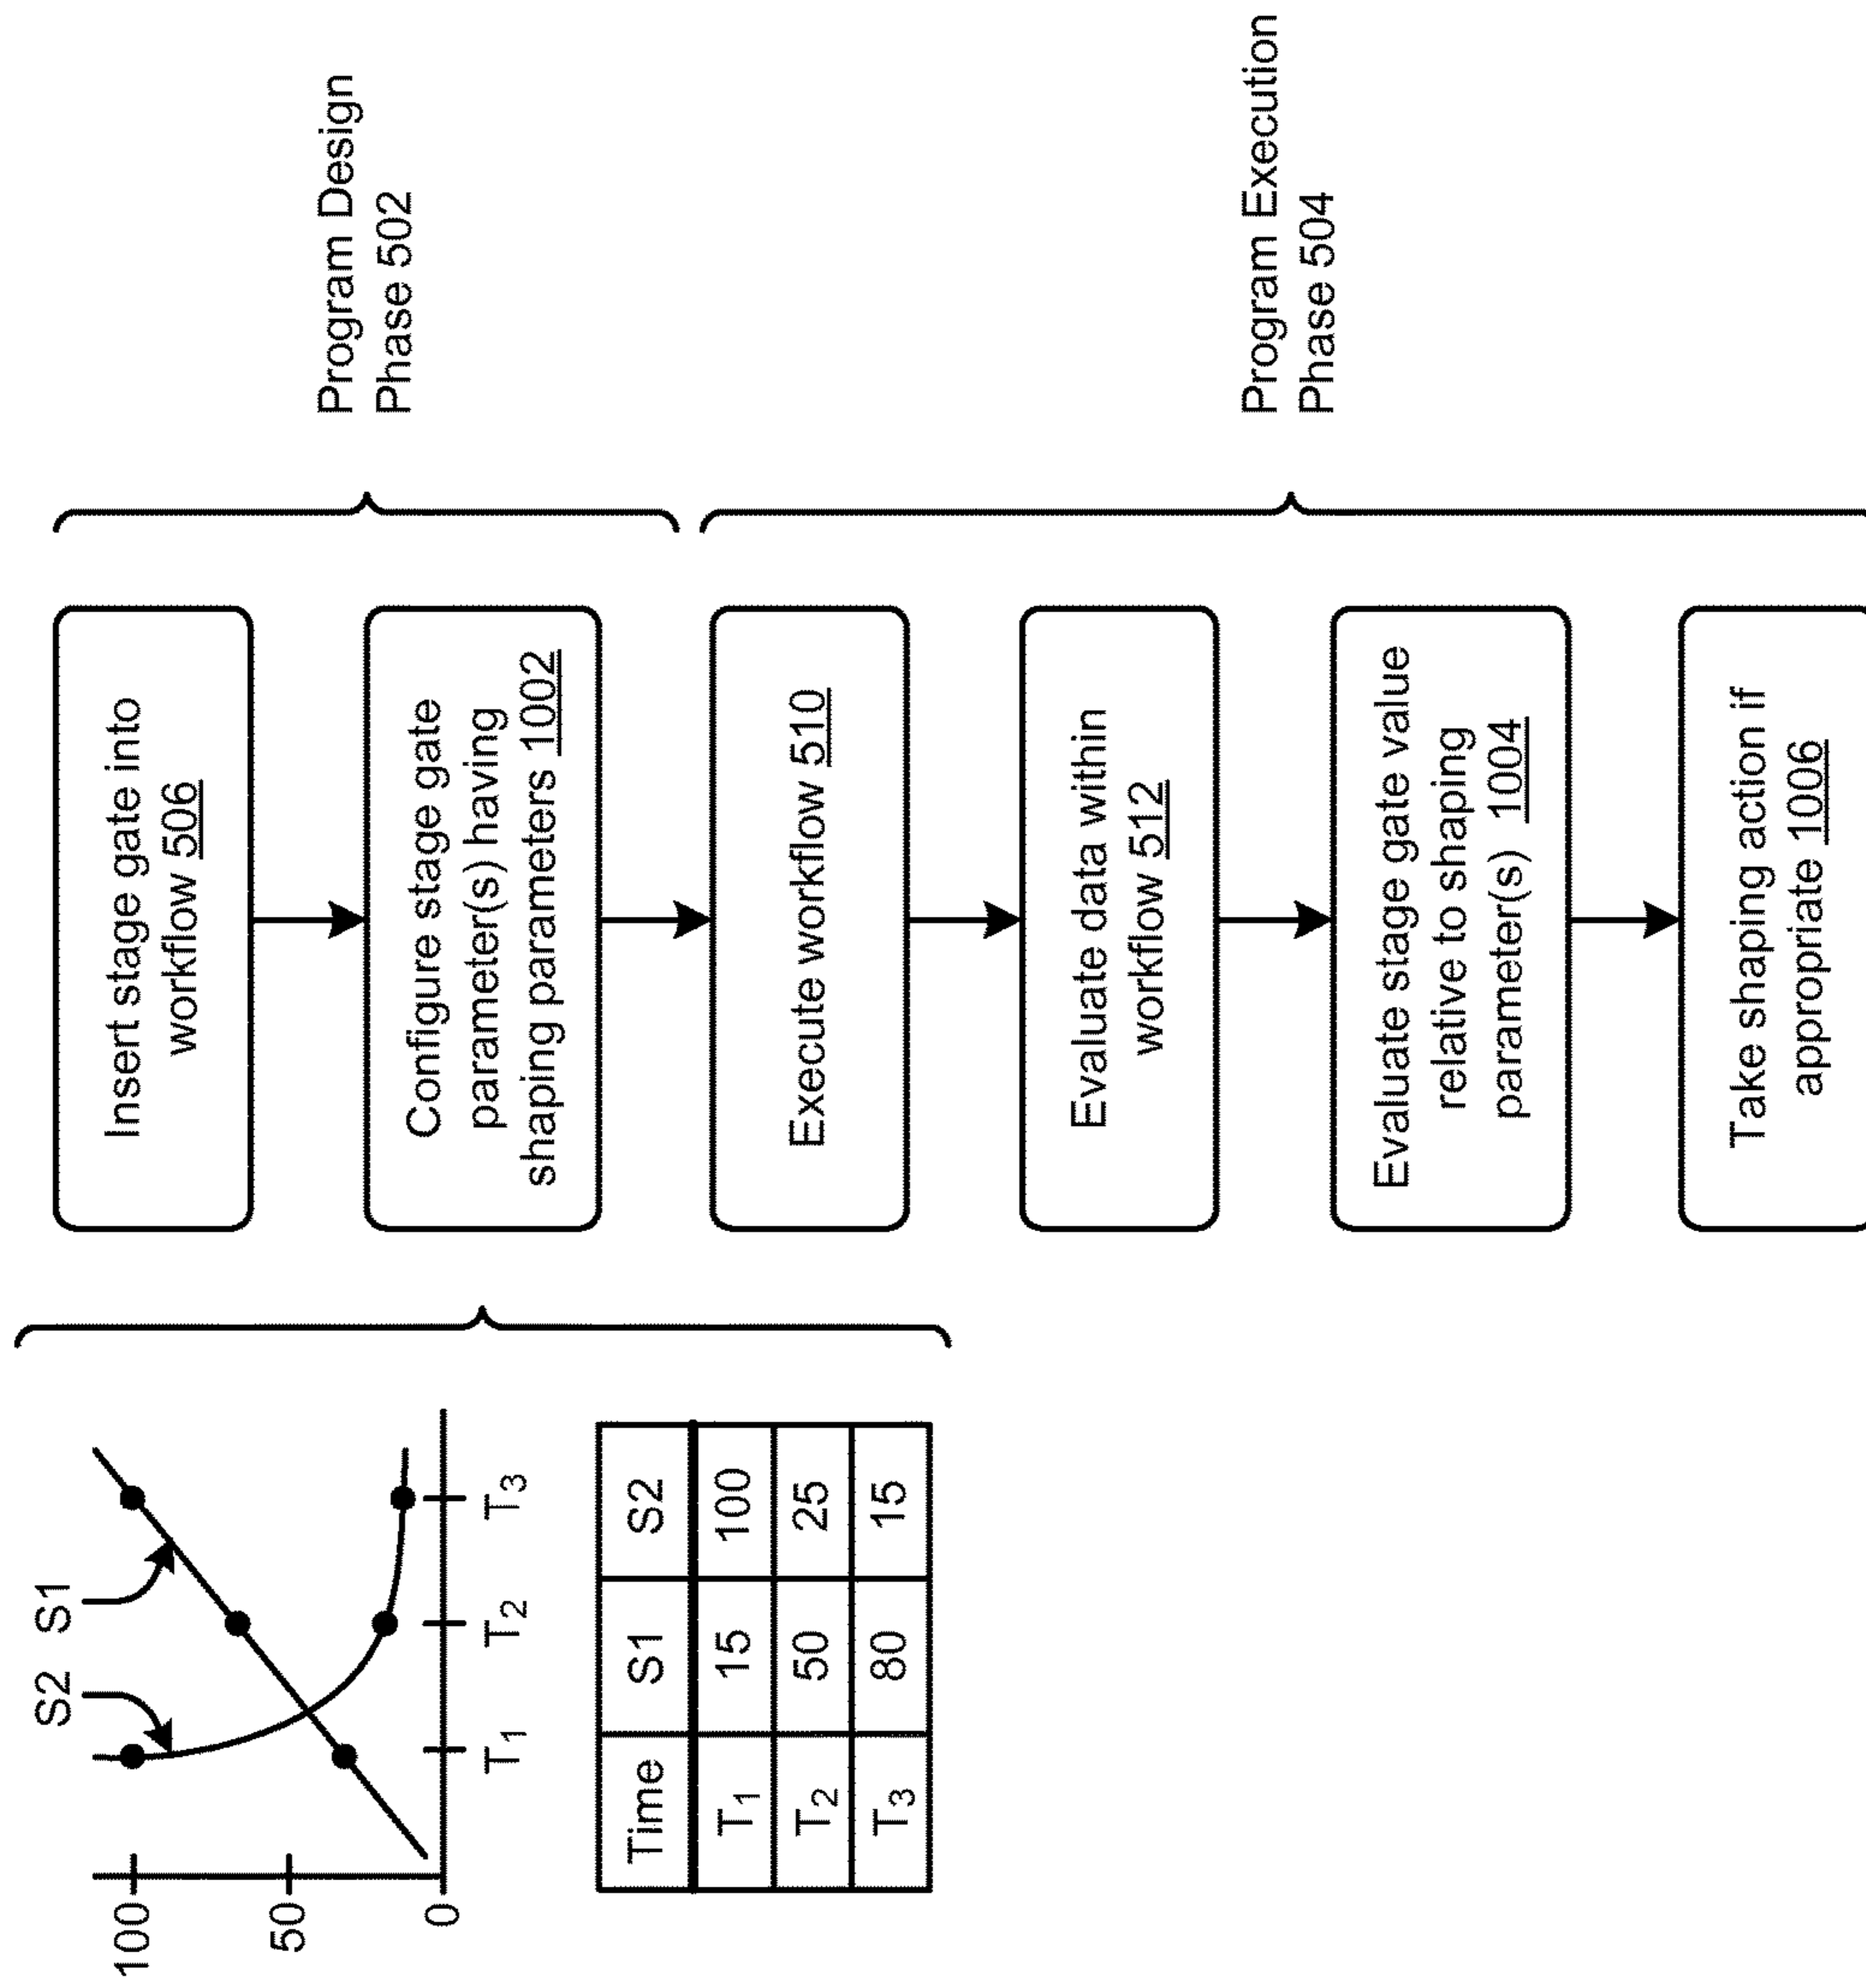 S2 S1
100
50
0
T1 T2 T3
Time S1 S2
T1 15 100
T2 50 25
T3 80 15
Insert stage gate into
workflow 506
Configure stage gate
parameter(s) having
shaping parameters 1002
Execute workflow 510
Evaluate data within
workflow 512
Evaluate stage gate value
relative to shaping
parameter(s) 1004
Take shaping action if
appropriate 1006
Program Design
Phase 502
Program Execution
Phase 504